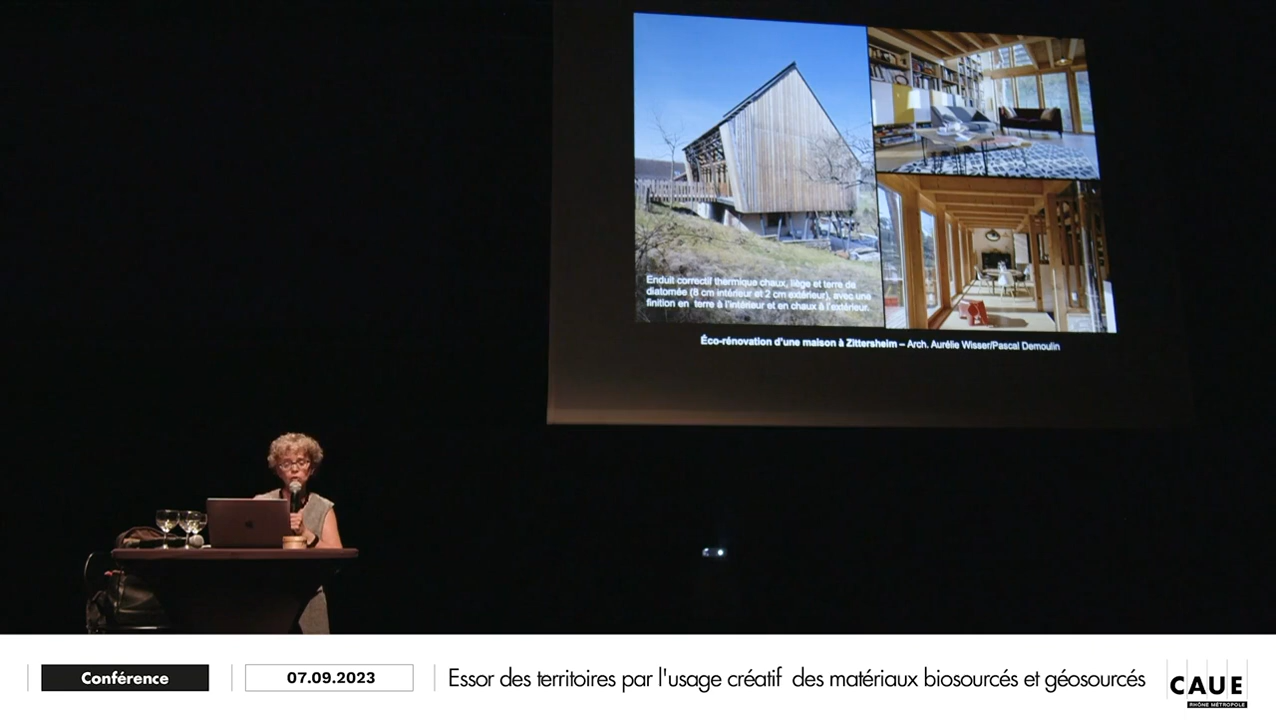 Enduit correctif thermique chaux, liège et terre de
diatomée (8 cm intérieur et 2 cm extérieur), avec une
finition en terre à l'intérieur et en chaux à l'extérieur.
Éco-rénovation d'une maison à Zittersheim – Arch. Aurélie Wisser/Pascal Demoulin
Conférence
07.09.2023
Essor des territoires par l'usage créatif des matériaux biosourcés et géosourcés
CAUE
RHÔNE MÉTROPOLE